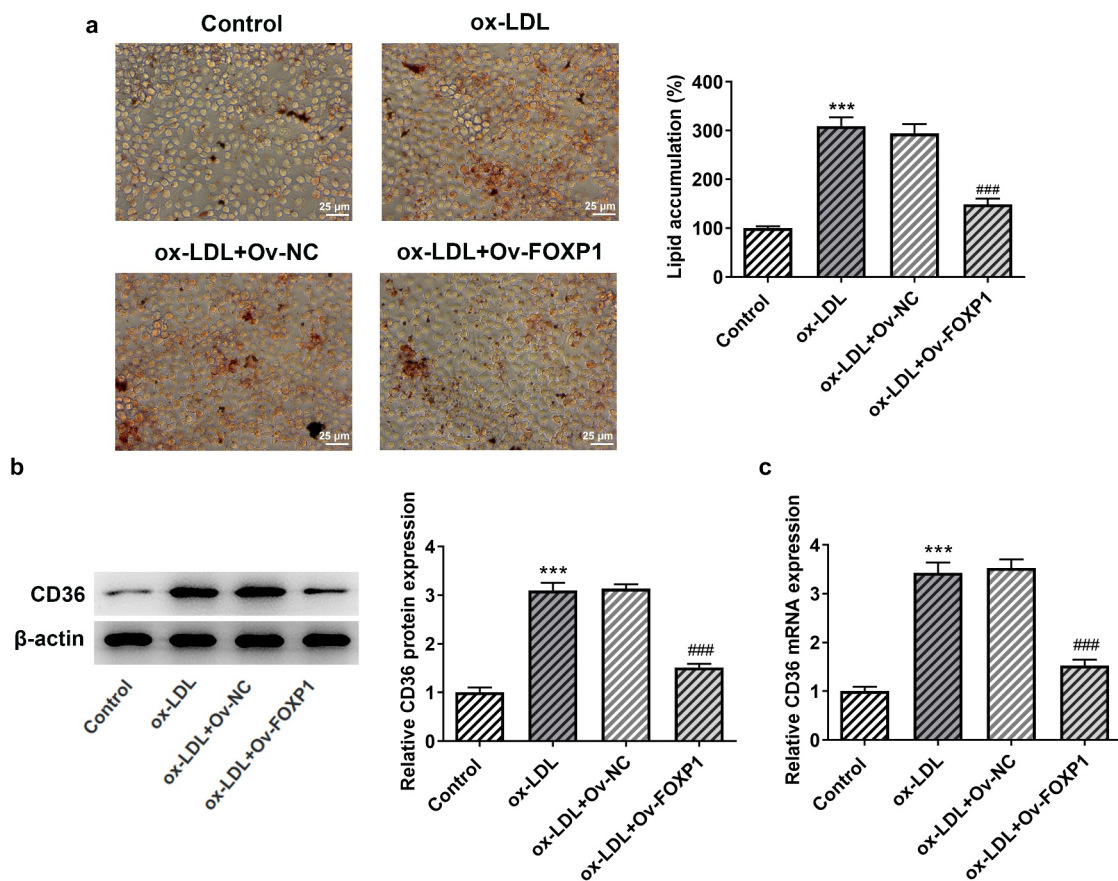 a
Control
ox-LDL
25 µm
25 µm
ox-LDL+Ov-NC
ox-LDL+Ov-FOXP1
25 µm
25 µm
Lipid accumulation (%)
400
300
200
100
0
***
###
Control
ox-LDL
ox-LDL+Ov-NC
ox-LDL+Ov-FOXP1
b
CD36
β-actin
Control
ox-LDL
ox-LDL+Ov-NC
ox-LDL+Ov-FOXP1
Relative CD36 protein expression
4
3
2
1
0
***
###
Control
ox-LDL
ox-LDL+Ov-NC
ox-LDL+Ov-FOXP1
c
Relative CD36 mRNA expression
4
3
2
1
0
***
###
Control
ox-LDL
ox-LDL+Ov-NC
ox-LDL+Ov-FOXP1